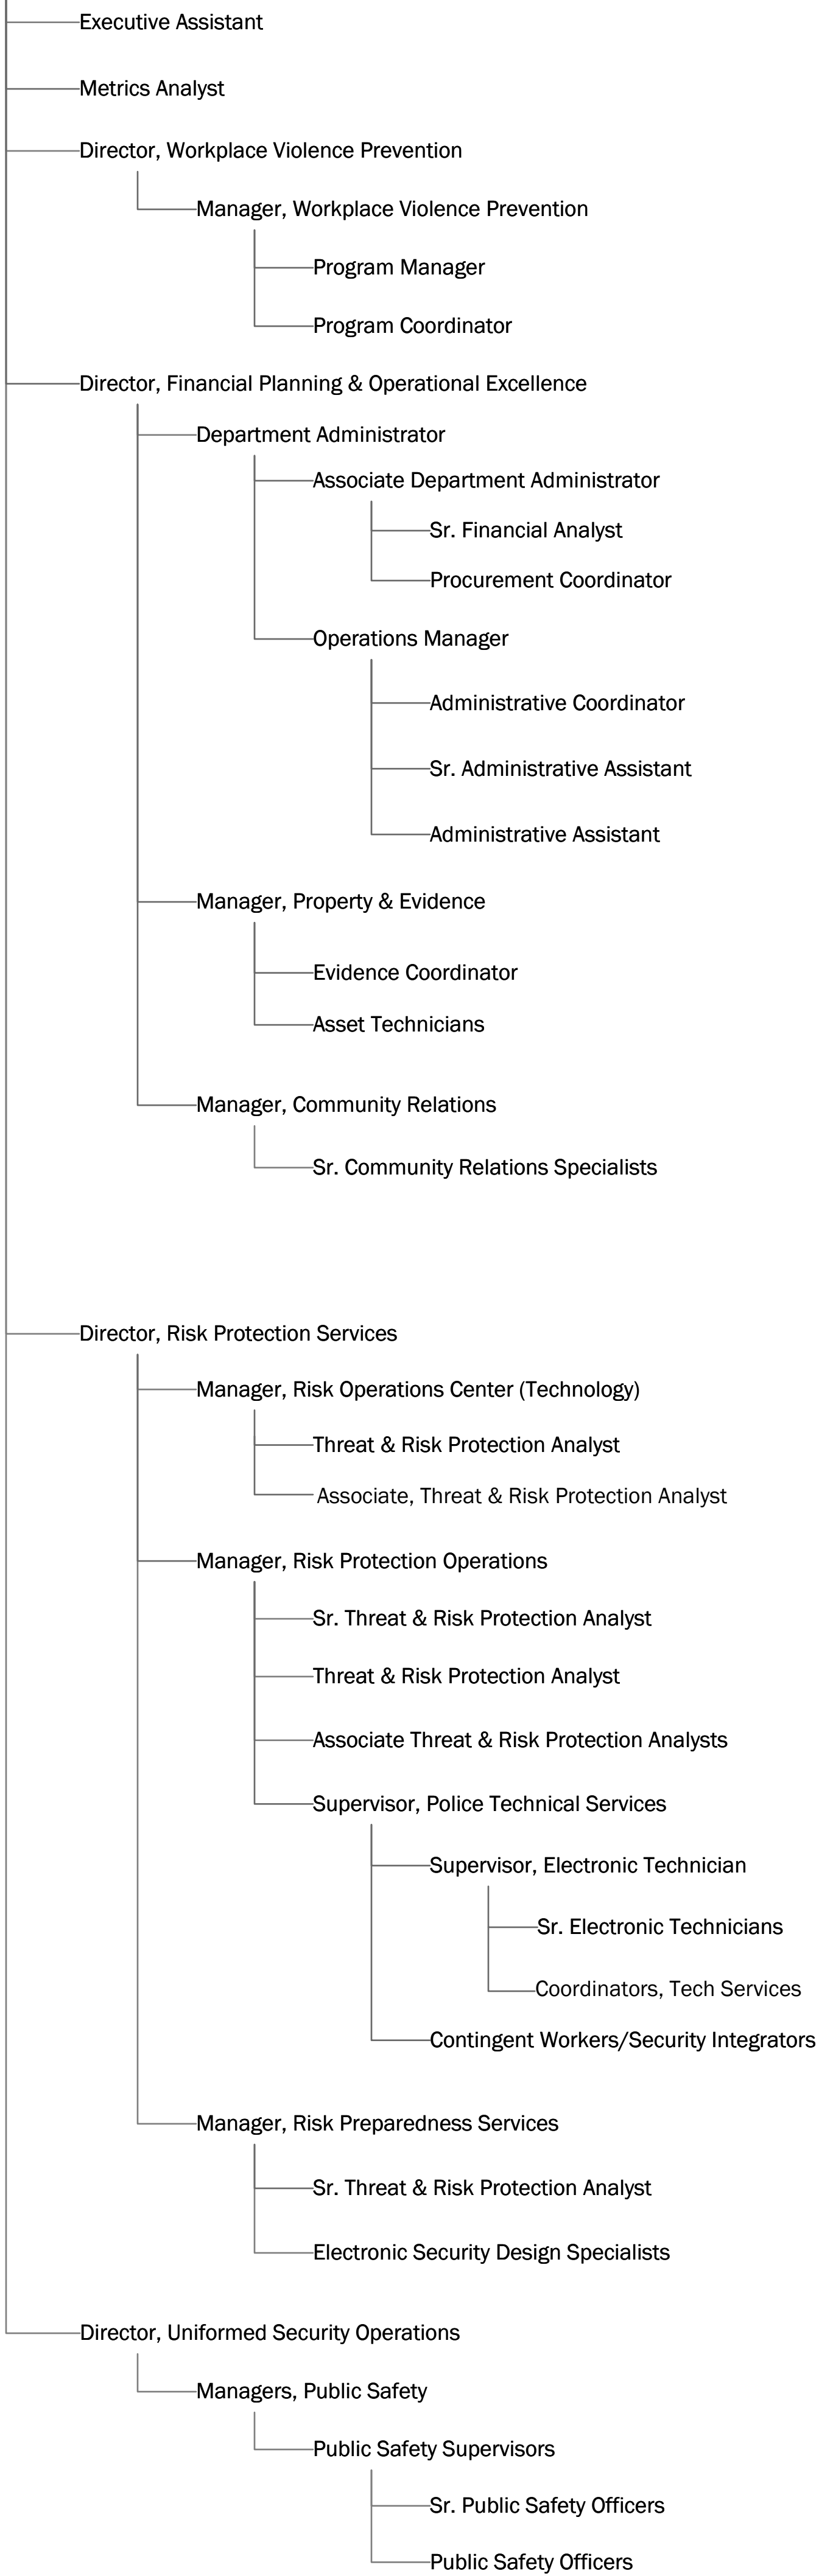 Executive Assistant
Metrics Analyst
Director, Workplace Violence Prevention
Manager, Workplace Violence Prevention
Program Manager
Program Coordinator
Director, Financial Planning & Operational Excellence
Department Administrator
Associate Department Administrator
Sr. Financial Analyst
Procurement Coordinator
Operations Manager
Administrative Coordinator
Sr. Administrative Assistant
Administrative Assistant
Manager, Property & Evidence
Evidence Coordinator
Asset Technicians
Manager, Community Relations
Sr. Community Relations Specialists
Director, Risk Protection Services
Manager, Risk Operations Center (Technology)
Threat & Risk Protection Analyst
Associate, Threat & Risk Protection Analyst
Manager, Risk Protection Operations
Sr. Threat & Risk Protection Analyst
Threat & Risk Protection Analyst
Associate Threat & Risk Protection Analysts
Supervisor, Police Technical Services
Supervisor, Electronic Technician
Sr. Electronic Technicians
Coordinators, Tech Services
Contingent Workers/Security Integrators
Manager, Risk Preparedness Services
Sr. Threat & Risk Protection Analyst
Electronic Security Design Specialists
Director, Uniformed Security Operations
Managers, Public Safety
Public Safety Supervisors
Sr. Public Safety Officers
Public Safety Officers